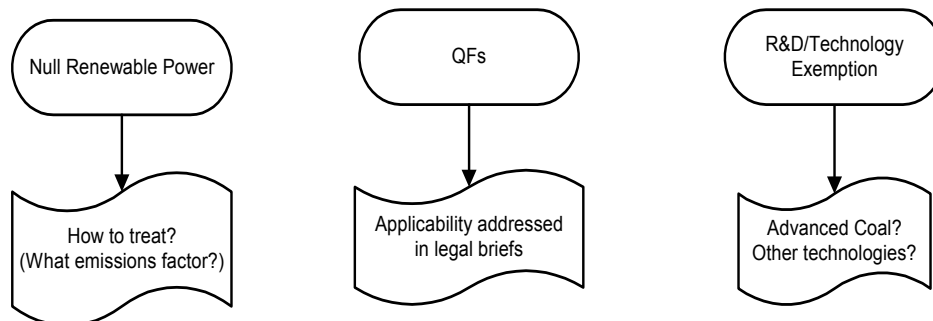 Null Renewable Power
QFs
R&D/Technology
Exemption
How to treat?
(What emissions factor?)
Applicability addressed
in legal briefs
Advanced Coal?
Other technologies?